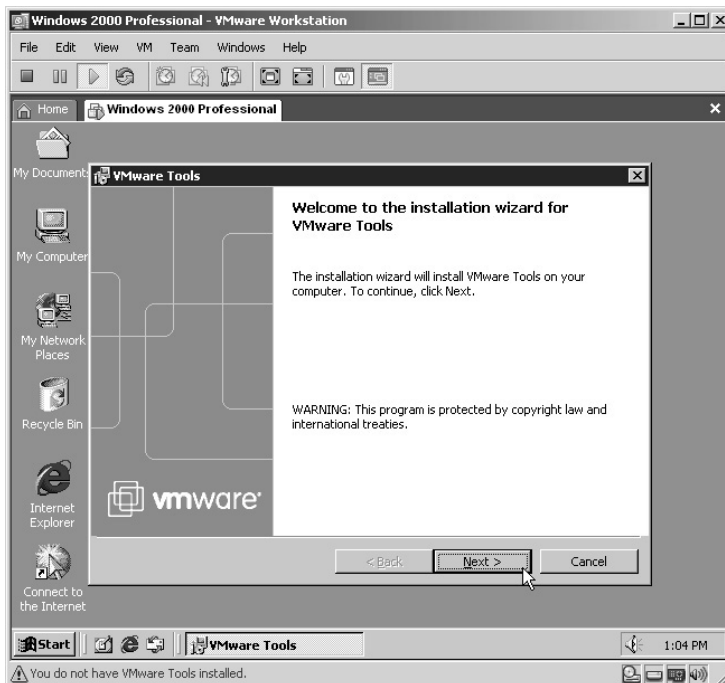 Windows 2000 Professional - VMware Workstation
File Edit View VM Team Windows Help
Home
Windows 2000 Professional
My Documents
VMware Tools
Welcome to the installation wizard for
VMware Tools
My Computer
The installation wizard will install VMware Tools on your
computer. To continue, click Next.
My Network
Places
WARNING: This program is protected by copyright law and
international treaties.
Recycle Bin
vmware
Internet
Explorer
< Back
Next >
Cancel
Connect to
the Internet
Start
VMware Tools
1:04 PM
You do not have VMware Tools installed.